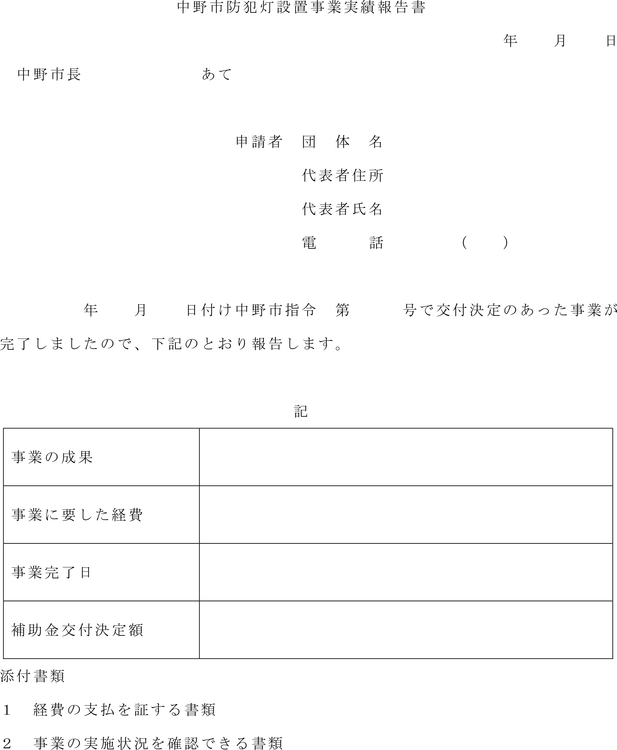 中野市防犯灯設置事業実績報告書
年　　月　　日
中野市長　　　　　　　あて
申請者　団　体　名
代表者住所
代表者氏名
電　　　話　　　　　（　　）
年　　月　　日付け中野市指令　第　　　号で交付決定のあった事業が
完了しましたので、下記のとおり報告します。
記
事業の成果
事業に要した経費
事業完了日
補助金交付決定額
添付書類
１　経費の支払を証する書類
２　事業の実施状況を確認できる書類